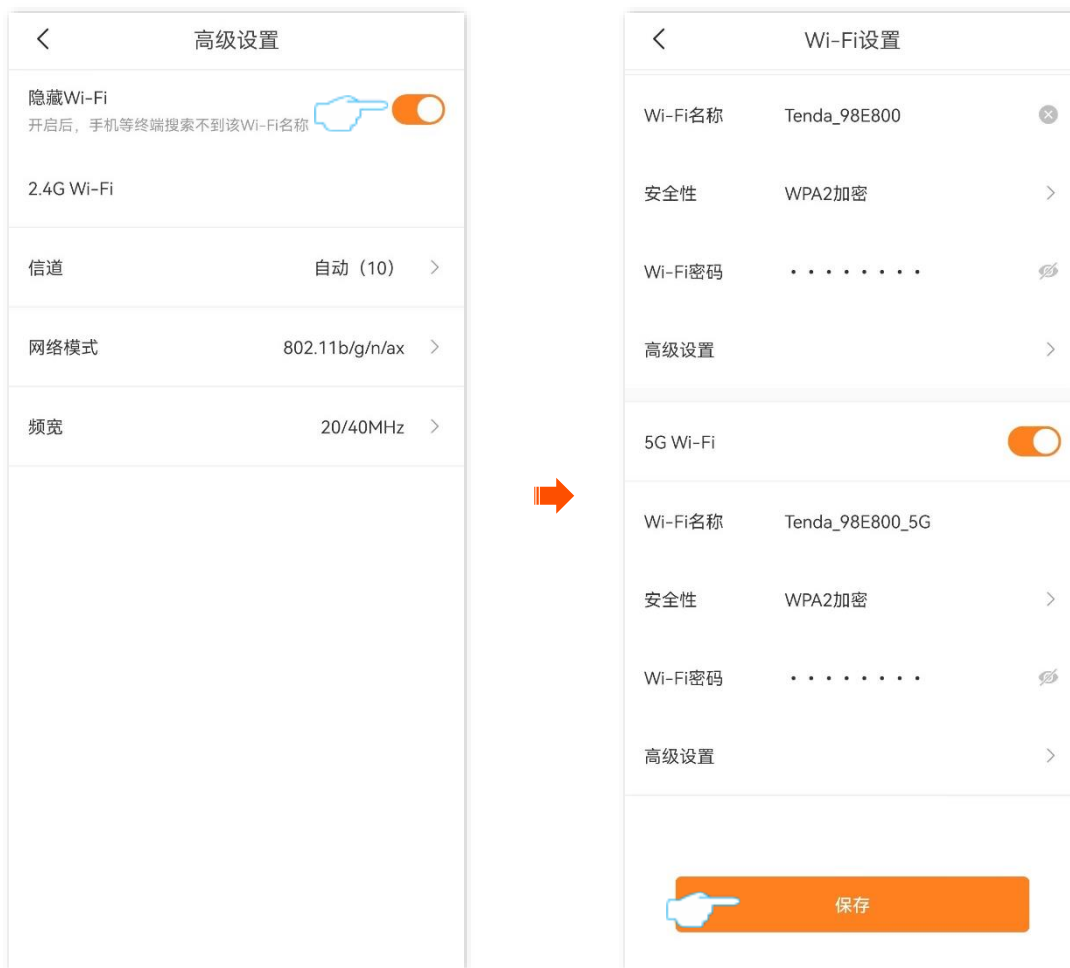 高级设置
隐藏Wi-Fi
开启后，手机等终端搜索不到该Wi-Fi名称
2.4G Wi-Fi
信道 自动（10）
网络模式 802.11b/g/n/ax
频宽 20/40MHz
Wi-Fi设置
Wi-Fi名称 Tenda_98E800
安全性 WPA2加密
Wi-Fi密码 ········
高级设置
5G Wi-Fi
Wi-Fi名称 Tenda_98E800_5G
安全性 WPA2加密
Wi-Fi密码 ········
高级设置
保存